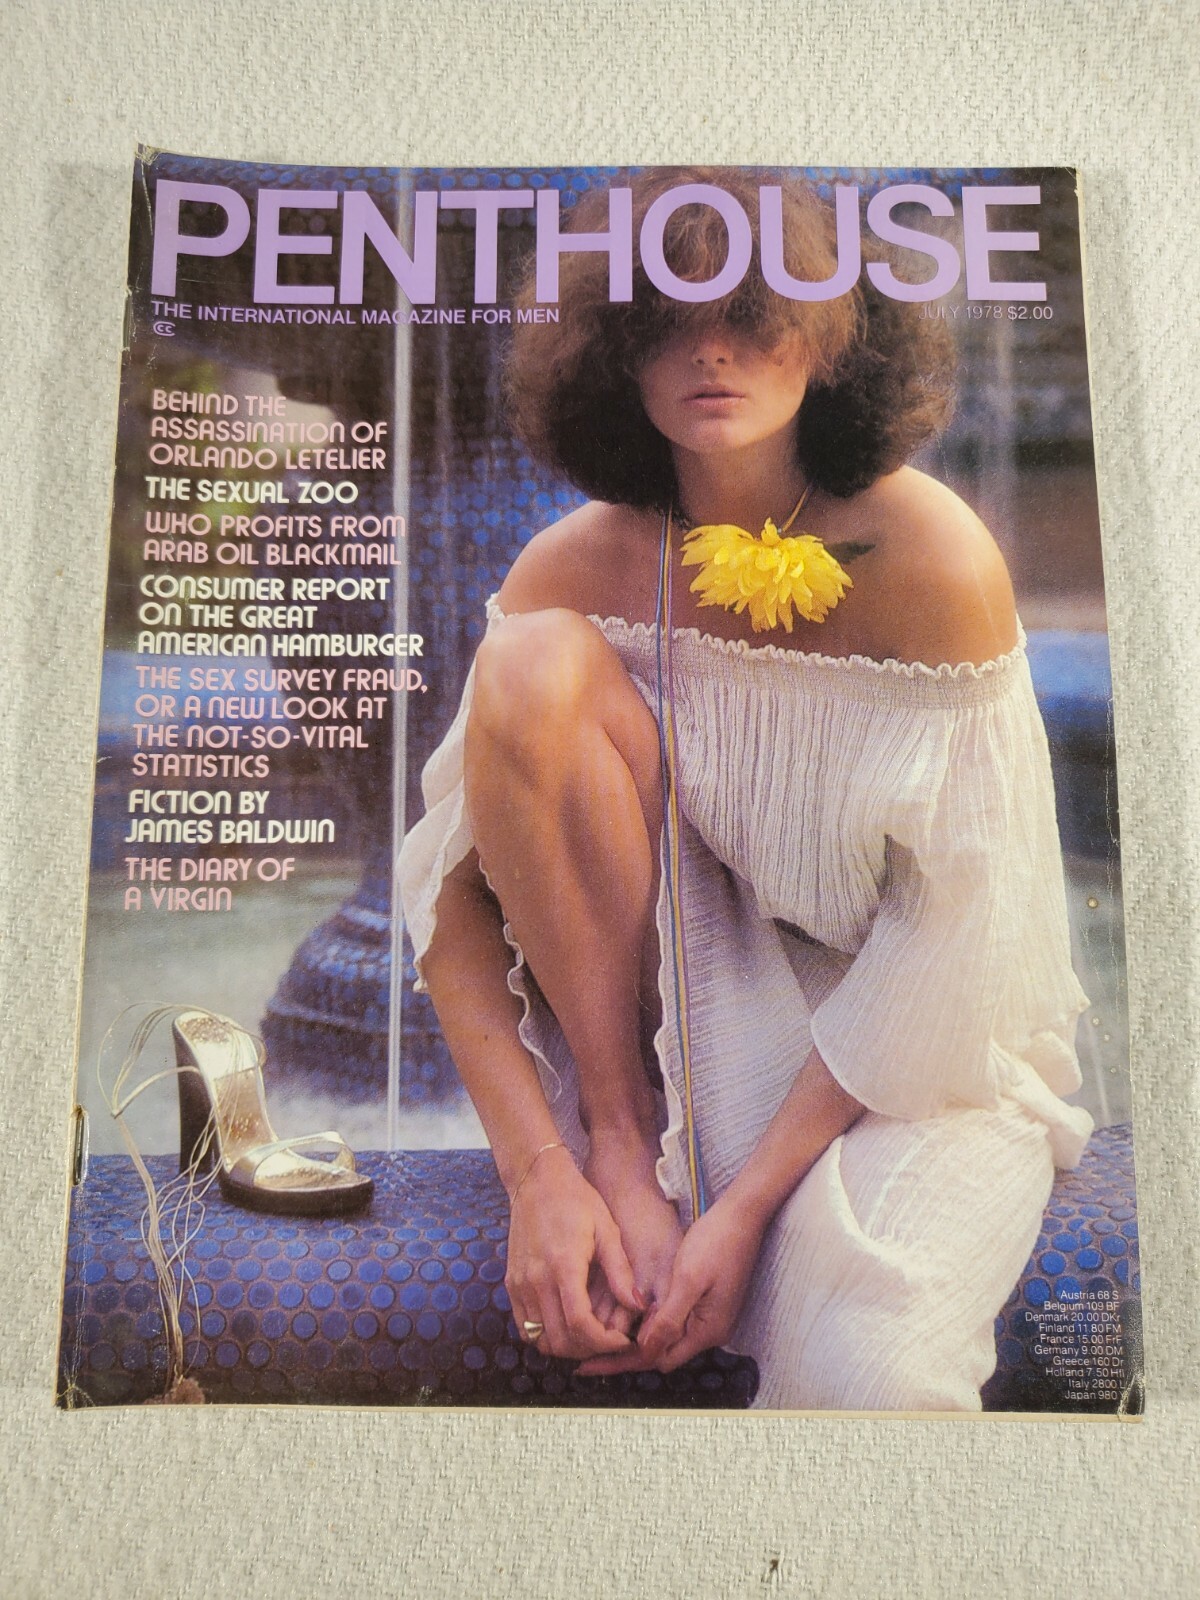 PENTHOUSE
THE INTERNATIONAL MAGAZINE FOR MEN
JULY 1978 $2.00
CC
BEHIND THE
ASSASSINATION OF
ORLANDO LETELIER
THE SEXUAL ZOO
WHO PROFITS FROM
ARAB OIL BLACKMAIL
CONSUMER REPORT
ON THE GREAT
AMERICAN HAMBURGER
THE SEX SURVEY FRAUD,
OR A NEW LOOK AT
THE NOT-SO-VITAL
STATISTICS
FICTION BY
JAMES BALDWIN
THE DIARY OF
A VIRGIN
Austria 68 S
Belgium 109 BF
Denmark 20.00 DKr
Finland 11.80 FM
France 15.00 FrF
Germany 9.00 DM
Greece 160 Dr
Holland 7.50 Hfl
Italy 2800 L
Japan 980